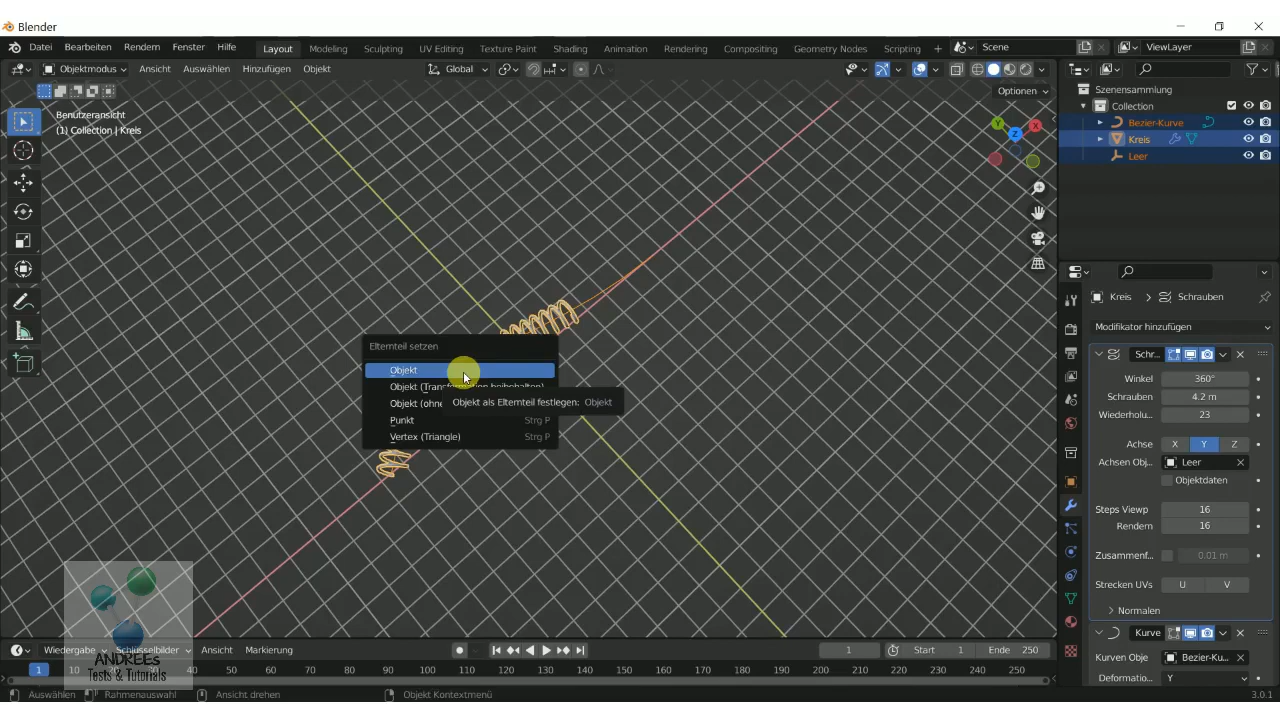 Blender
Datei Bearbeiten Rendern Fenster Hilfe Layout Modeling Sculpting UV Editing Texture Paint Shading Animation Rendering Compositing Geometry Nodes Scripting + Scene ViewLayer
Objektmodus Ansicht Auswählen Hinzufügen Objekt Global
Optionen
Benutzeransicht
(1) Collection | Kreis
Y X Z
Szenensammlung
Collection
Bezier-Kurve
Kreis
Leer
Elternteil setzen
Objekt
Objekt (Transformation beibehalten)
Objekt (ohne
Objekt als Elternteil festlegen: Objekt
Punkt Strg P
Vertex (Triangle) Strg P
Kreis > Schrauben
Modifikator hinzufügen
Schr...
Winkel 360°
Schrauben 4.2 m
Wiederholu... 23
Achse X Y Z
Achsen Obj... Leer
Objektdaten
Steps Viewp 16
Rendern 16
Zusammenf... 0.01 m
Strecken UVs U V
Normalen
Kurve
Kurven Obje Bezier-Ku...
Deformatio... Y
Wiedergabe Schlüsselbilder Ansicht Markierung 1 Start 1 Ende 250
1 10 20 30 40 50 60 70 80 90 100 110 120 130 140 150 160 170 180 190 200 210 220 230 240 250
ANDREEs
Tests & Tutorials
Auswählen Rahmenauswahl Ansicht drehen Objekt Kontextmenü 3.0.1